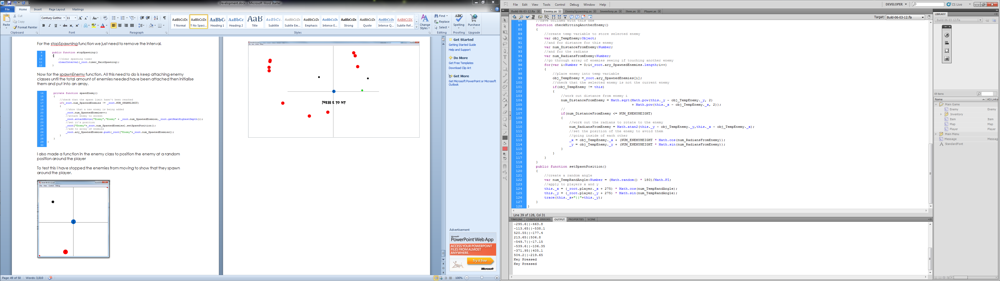 Development.docx - Microsoft Word Starter
File Home Insert Page Layout Mailings
Cut
Copy
Format Painter
Paste
Clipboard
Century Gothic 11
Font
Paragraph
AaBbCcDc AaBbCcDc AaBbC AaBbCc AaB AaBbCc. AaBbCcDc AaBbCcDc AaBbCcDc AaBbCcDc AaBbCcDc AaBbCcDc AABBCCDC
¶ Normal ¶ No Spaci... Heading 1 Heading 2 Title Subtitle Subtle Em... Emphasis Intense E... Strong Quote Intense Q... Subtle Ref...
Styles
Change Styles
Find
Replace
Select
Editing
Spelling
Proofing
Purchase
Upgrade
For the stopSpawning function we just need to remove the interval.
8 public function stopSpawning()
9 {
10 //clear spawning timer
11 clearInterval(_root.timer_MainSpawning);
12 }
Now for the spawnEnemy function. All this need to do is keep attaching enemy
classes until the total amount of enemies needed have been attached then initialise
them and put into an array.
14 private function spawnEnemy()
15 {
16 //check that the spawn limit hasn't been reached
17 if(_root.num_SpawnedEnemies != _root.NUM_SPAWNLIMIT)
18 {
19 //show that a new enemy is being added
20 _root.num_SpawnedEnemies++;
21 //attach enemy to screen
22 _root.attachMovie("Enemy","Enemy" + _root.num_SpawnedEnemies,_root.getNextHighestDepth());
23 //set it's position
24 _root["Enemy"+_root.num_SpawnedEnemies].setSpawnPosition();
25 //add to array of enemies
26 _root.ary_SpawnedEnemies.push(_root["Enemy"+_root.num_SpawnedEnemies]);
27 }
28 }
29 }
30
I also made a function in the enemy class to position the enemy at a random
position around the player
To test this I have stopped the enemies from moving to show that they spawn
around the player.
Build-06-03-12.swf
File View Control Debug
PRESS E TO INT
Get Started
Getting Started Guide
Help and Support
Do More
Get Free Templates
Download Clip Art
Get More
Get Microsoft PowerPoint or Microsoft
Outlook
Advertisement
Microsoft
PowerPoint Web App
ACCESS YOUR POWERPOINT
FILES FROM ALMOST
ANYWHERE.
Try it free
Microsoft
Page: 49 of 50 Words: 3,810
100%
Fl File Edit View Tools Control Debug Window Help
DEVELOPER
CS Live
Build-06-03-12.fla Enemy.as EnemySpawning.as Inventory.as Item.as Player.as
Target: Build-06-03-12.fla
86 //have collided with this one
87 function checkHittingAnotherEnemy()
88 {
89 //create temp variable to store selected enemy
90 var obj_TempEnemy:Object;
91 //and for distance for this enemy
92 var num_DistanceFromEnemy:Number;
93 //and for the radians
94 var num_RadiansFromEnemy:Number;
95 //go through array of enemies seeing if touching another enemy
96 for(var i:Number = 0;i<_root.ary_SpawnedEnemies.length;i++)
97 {
98 //place enemy into temp variable
99 obj_TempEnemy =_root.ary_SpawnedEnemies[i];
100 //check that the selected enemy is not the current enemy
101 if(obj_TempEnemy != this)
102 {
103 //work out distance from enemy i
104 num_DistanceFromEnemy = Math.sqrt(Math.pow(this._y - obj_TempEnemy._y, 2)
105 + Math.pow(this._x - obj_TempEnemy._x, 2));
106 //
107 if(num_DistanceFromEnemy <= NUM_ENEMYHEIGHT)
108 {
109 //work out the radians to rotate to the enemy
110 num_RadiansFromEnemy = Math.atan2(this._y - obj_TempEnemy._y,this._x - obj_TempEnemy._x);
111 //set the position of the enemy to avoid them
112 //going inside of each other
113 _x = obj_TempEnemy._x + (NUM_ENEMYHEIGHT * Math.cos(num_RadiansFromEnemy));
114 _y = obj_TempEnemy._y + (NUM_ENEMYHEIGHT * Math.sin(num_RadiansFromEnemy));
115 }
116 }
117 }
118 }
119 public function setSpawnPosition()
120 {
121 //create a random angle
122 var num_TempRandAngle:Number = (Math.random() * 180)/Math.PI;
123 //apply to players x and y
124 this._x = (_root.player._x + 275) * Math.cos(num_TempRandAngle);
125 this._y = (_root.player._y + 275) * Math.sin(num_TempRandAngle);
126 trace(this._x+"||"+this._y);
127 }
128 }
Line 39 of 128, Col 31
TIMELINE COMPILER ERRORS OUTPUT PROPERTIES SCENE
-295.6||-463.8
-113.65||-538.1
520.55||-177.4
213.65||506.8
-549.7||-17.15
-539.6||-106.35
-371.95||405.1
504.2||-219.65
Key Pressed
Key Pressed
LIBRARY
Build-06-03-12.fla
69 items
Name AS Linka
Main Game
Enemy Enemy
Inventory
Item Item
Map Map
Player Player
Main Menu
Message Messag
StandardFont